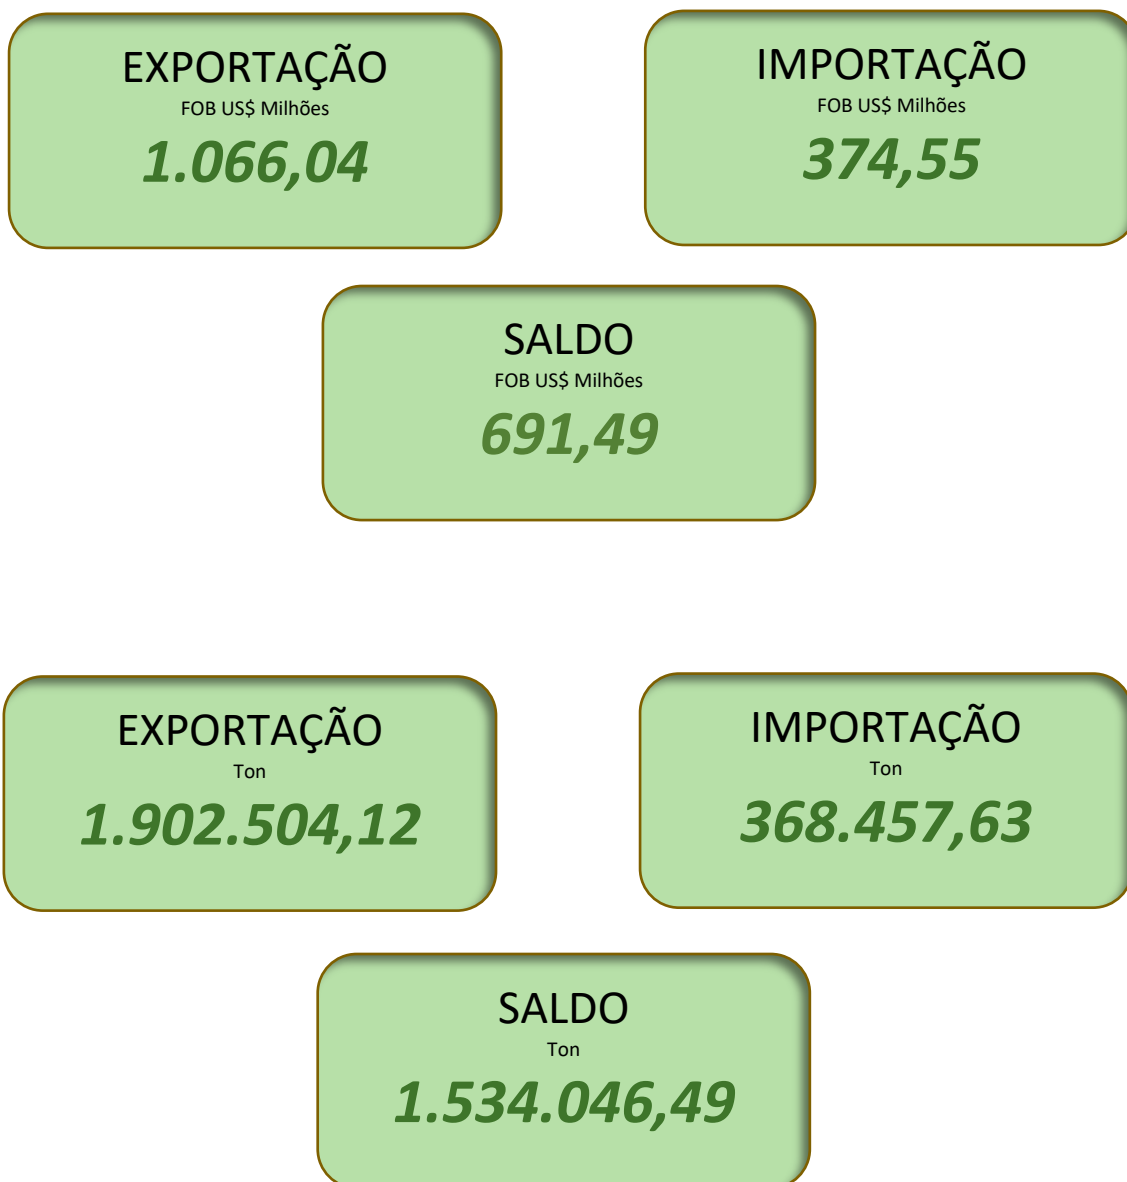 EXPORTAÇÃO
FOB US$ Milhões
1.066,04
IMPORTAÇÃO
FOB US$ Milhões
374,55
SALDO
FOB US$ Milhões
691,49
EXPORTAÇÃO
Ton
1.902.504,12
IMPORTAÇÃO
Ton
368.457,63
SALDO
Ton
1.534.046,49